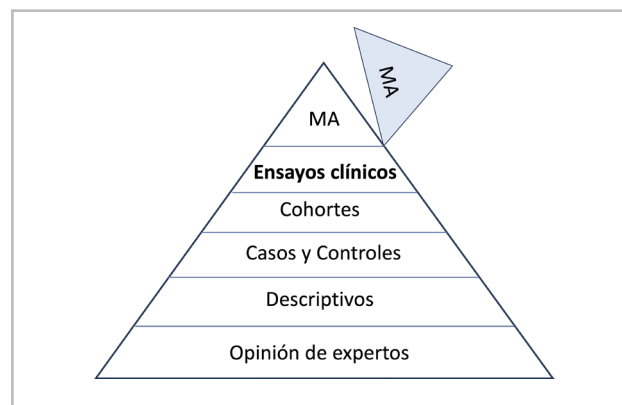 MA
MA
Ensayos clínicos
Cohortes
Casos y Controles
Descriptivos
Opinión de expertos